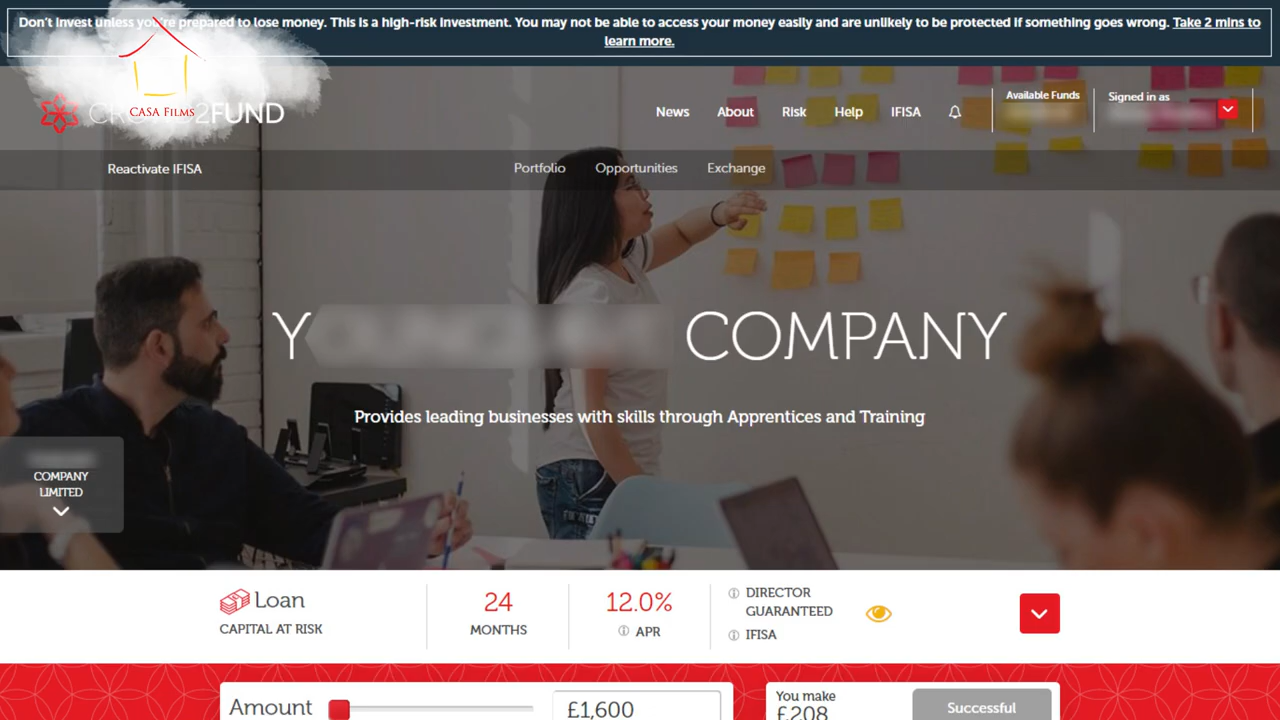 Don't invest unless you're prepared to lose money. This is a high-risk investment. You may not be able to access your money easily and are unlikely to be protected if something goes wrong. Take 2 mins to
learn more.
CASA FILMS
CROWD2FUND
News About Risk Help IFISA
Available Funds
Signed in as
Reactivate IFISA
Portfolio Opportunities Exchange
COMPANY
Provides leading businesses with skills through Apprentices and Training
COMPANY
LIMITED
Loan
CAPITAL AT RISK
24
MONTHS
12.0%
APR
DIRECTOR
GUARANTEED
IFISA
Amount
£1,600
You make
£208
Successful